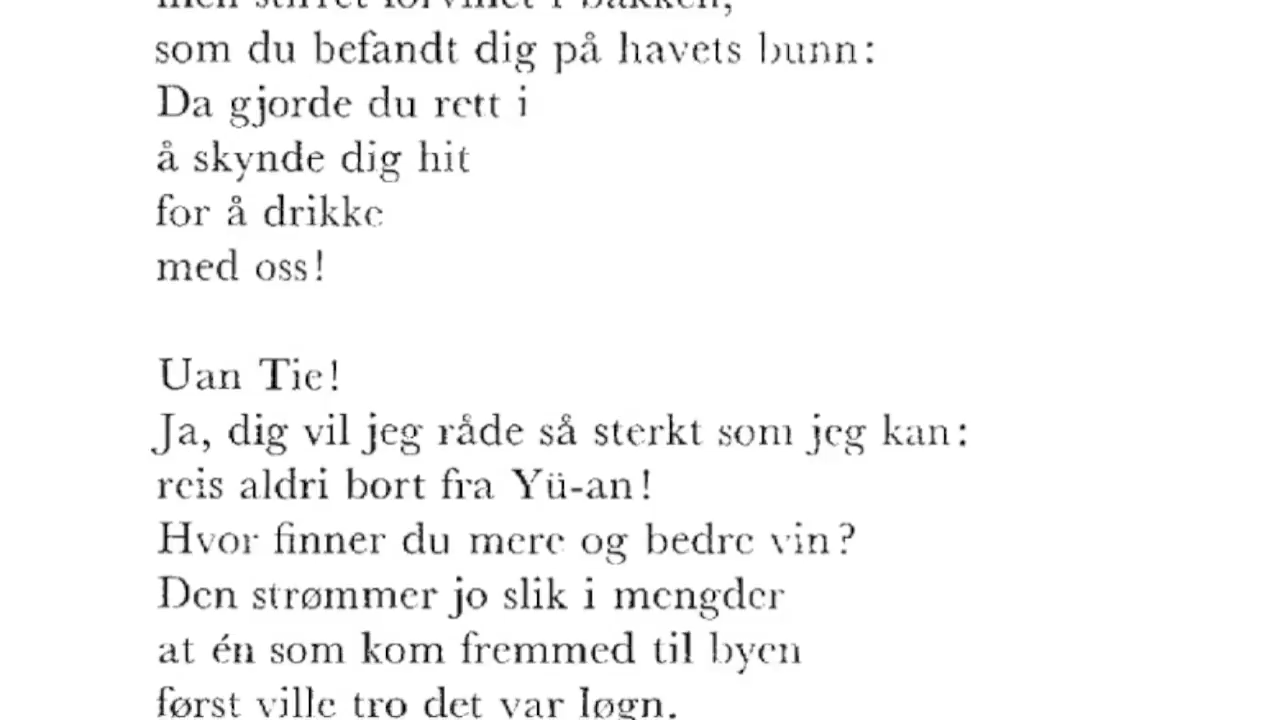 som du befandt dig på havets bunn:
Da gjorde du rett i
å skynde dig hit
for å drikke
med oss!
Uan Tie!
Ja, dig vil jeg råde så sterkt som jeg kan:
reis aldri bort fra Yü-an!
Hvor finner du mere og bedre vin?
Den strømmer jo slik i mengder
at én som kom fremmed til byen
først ville tro det var løgn.